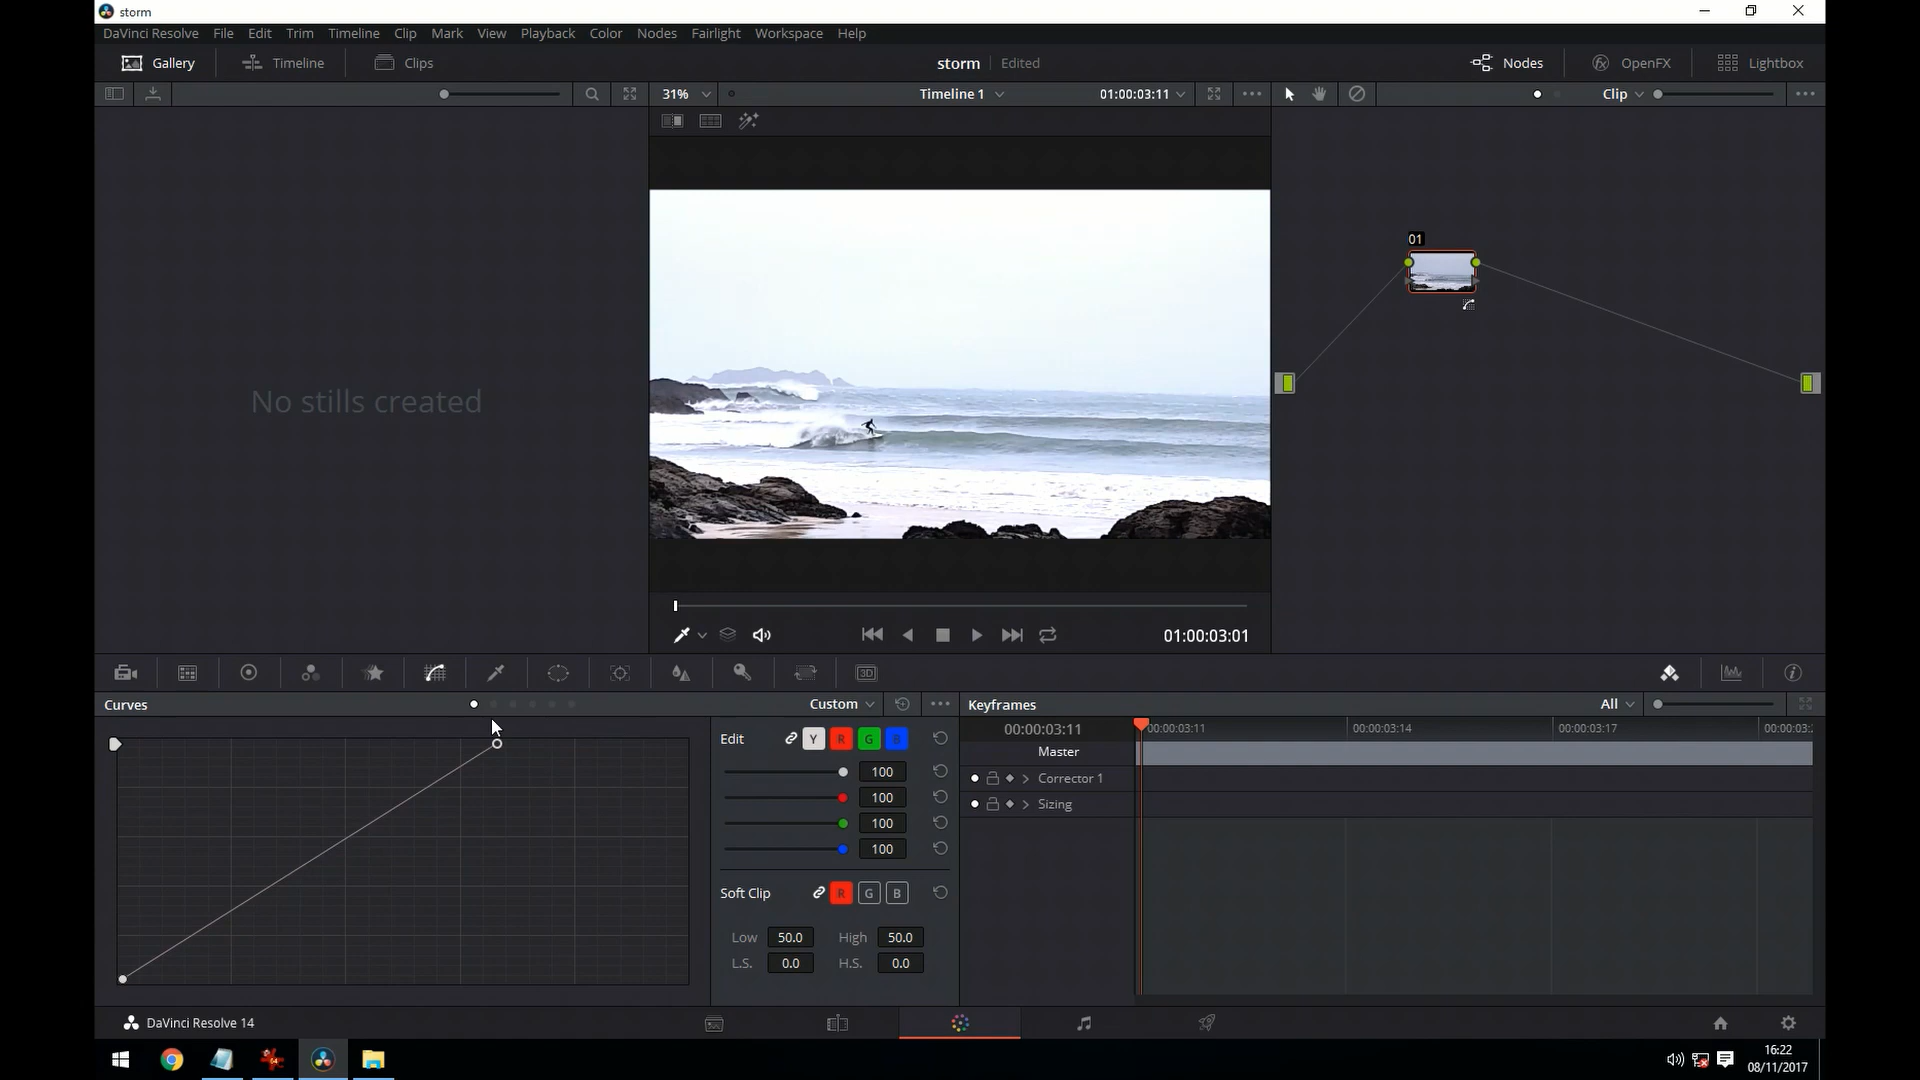 storm
DaVinci Resolve File Edit Trim Timeline Clip Mark View Playback Color Nodes Fairlight Workspace Help
Gallery Timeline Clips storm Edited Nodes OpenFX Lightbox
31% Timeline 1 01:00:03:11 Clip
01
No stills created
01:00:03:01
3D
Curves Custom Keyframes All
Edit Y R G B 00:00:03:11 00:00:03:11 00:00:03:14 00:00:03:17
Master
100 Corrector 1
100 Sizing
100
100
Soft Clip R G B
Low 50.0 High 50.0
L.S. 0.0 H.S. 0.0
DaVinci Resolve 14
16:22
08/11/2017